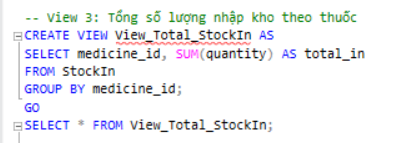 -- View 3: Tổng số lượng nhập kho theo thuốc
CREATE VIEW View_Total_StockIn AS
SELECT medicine_id, SUM(quantity) AS total_in
FROM StockIn
GROUP BY medicine_id;
GO
SELECT * FROM View_Total_StockIn;